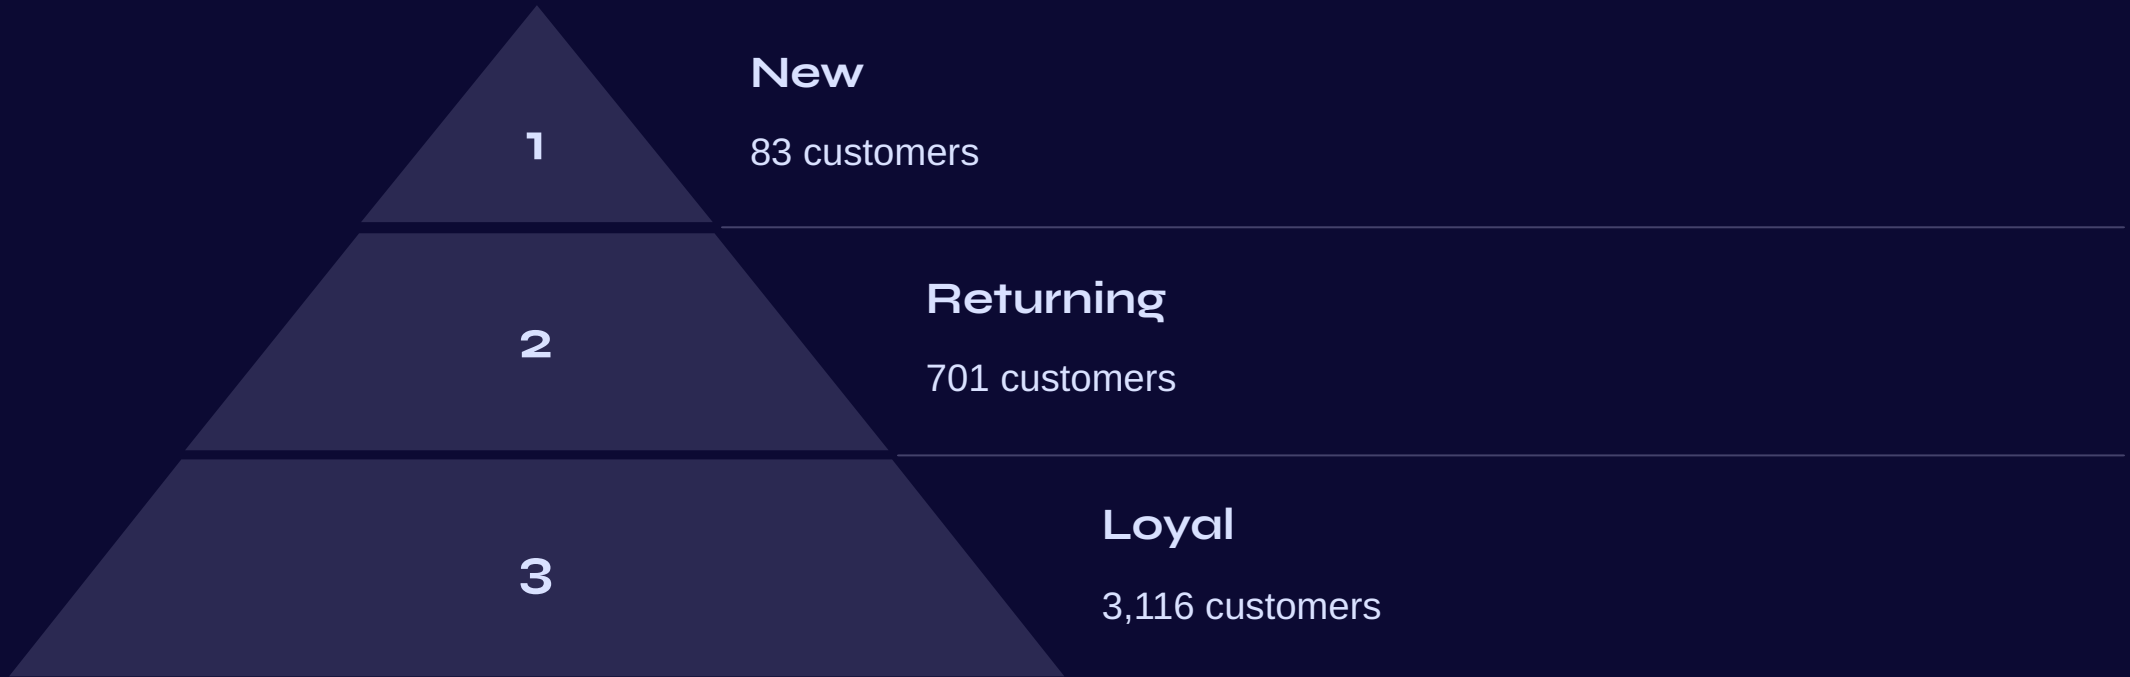 1
New
83 customers
2
Returning
701 customers
3
Loyal
3,116 customers